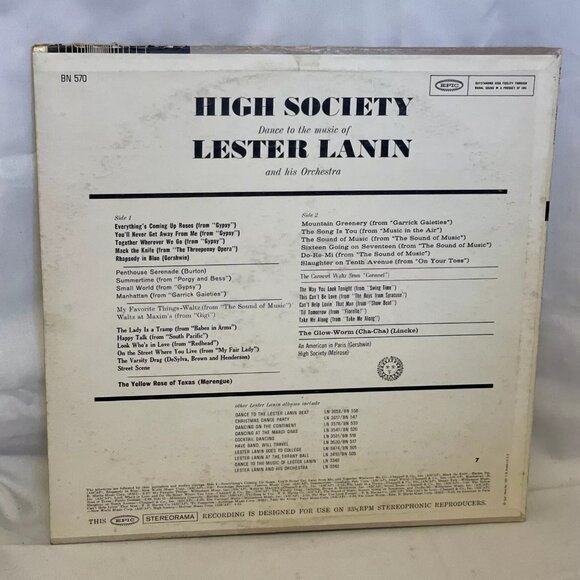 BN 570
EPIC
HIGH SOCIETY
Dance to the music of
LESTER LANIN
and his Orchestra
Side 1
Everything's Coming Up Roses (from "Gypsy")
You'll Never Get Away From Me (from "Gypsy")
Together Wherever We Go (from "Gypsy")
Mack the Knife (from "The Threepenny Opera")
Rhapsody in Blue (Gershwin)
Penthouse Serenade (Burton)
Summertime (from "Porgy and Bess")
Small World (from "Gypsy")
Manhattan (from "Garrick Gaieties")
My Favorite Things-Waltz (from "The Sound of Music")
Waltz at Maxim's (from "Gigi")
The Lady Is a Tramp (from "Babes in Arms")
Happy Talk (from "South Pacific")
Look Who's in Love (from "Redhead")
On the Street Where You Live (from "My Fair Lady")
The Varsity Drag (DeSylva, Brown and Henderson)
Street Scene
The Yellow Rose of Texas (Merengue)
Side 2
Mountain Greenery (from "Garrick Gaieties")
The Song Is You (from "Music in the Air")
The Sound of Music (from "The Sound of Music")
Sixteen Going on Seventeen (from "The Sound of Music")
Do-Re-Mi (from "The Sound of Music")
Slaughter on Tenth Avenue (from "On Your Toes")
The Carousel Waltz (from "Carousel")
The Way You Look Tonight (from "Swing Time")
This Can't Be Love (from "The Boys from Syracuse")
Can't Help Lovin' That Man (from "Show Boat")
'Til Tomorrow (from "Fiorello!")
Take Me Along (from "Take Me Along")
The Glow-Worm (Cha-Cha) (Lincke)
An American in Paris (Gershwin)
High Society (Melrose)
other Lester Lanin albums include
DANCE TO THE LESTER LANIN BEAT
CHRISTMAS DANCE PARTY
DANCING ON THE CONTINENT
DANCING AT THE MARDI GRAS
COCKTAIL DANCING
HAVE BAND, WILL TRAVEL
LESTER LANIN GOES TO COLLEGE
LESTER LANIN AT THE TIFFANY BALL
DANCE TO THE MUSIC OF LESTER LANIN
LESTER LANIN AND HIS ORCHESTRA
7
THIS EPIC STEREORAMA RECORDING IS DESIGNED FOR USE ON 33⅓ RPM STEREOPHONIC REPRODUCERS.